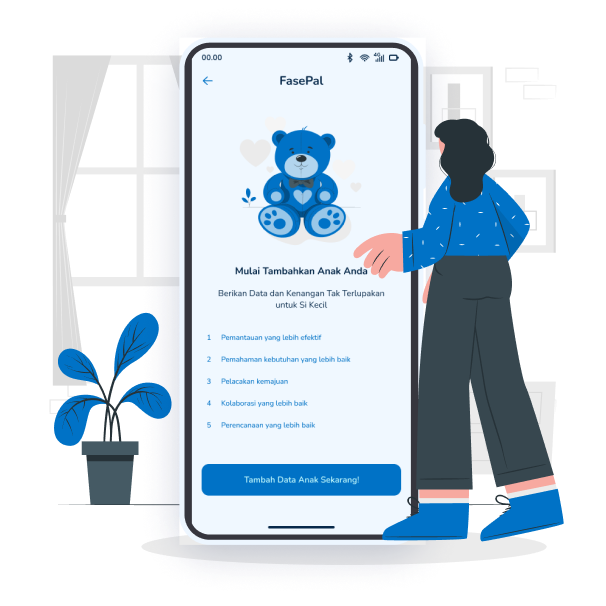 00.00
4G
FasePal
Mulai Tambahkan Anak Anda
Berikan Data dan Kenangan Tak Terlupakan
untuk Si Kecil
1 Pemantauan yang lebih efektif
2 Pemahaman kebutuhan yang lebih baik
3 Pelacakan kemajuan
4 Kolaborasi yang lebih baik
5 Perencanaan yang lebih baik
Tambah Data Anak Sekarang!